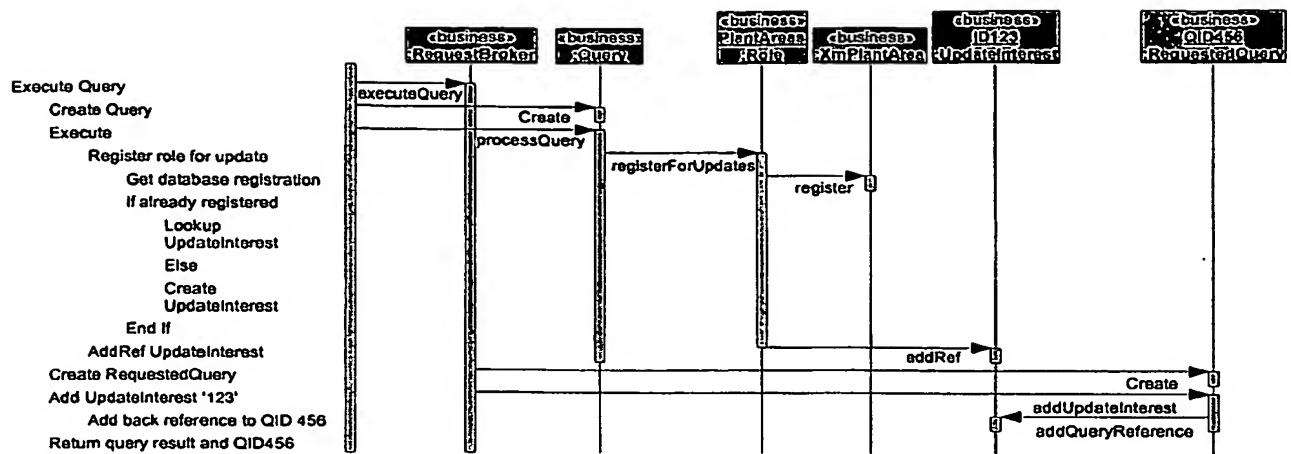 «business»
:RequestBroker
«business»
:Query
«business»
PlantAreas
:Role
«business»
:XmPlantArea
«business»
ID123
:UpdateInterest
«business»
QID456
:RequestedQuery
Execute Query
executeQuery
Create Query
Create
Execute
processQuery
Register role for update
registerForUpdates
Get database registration
register
If already registered
Lookup
UpdateInterest
Else
Create
UpdateInterest
End If
AddRef UpdateInterest
addRef
Create RequestedQuery
Create
Add UpdateInterest '123'
addUpdateInterest
Add back reference to QID 456
addQueryReference
Return query result and QID456